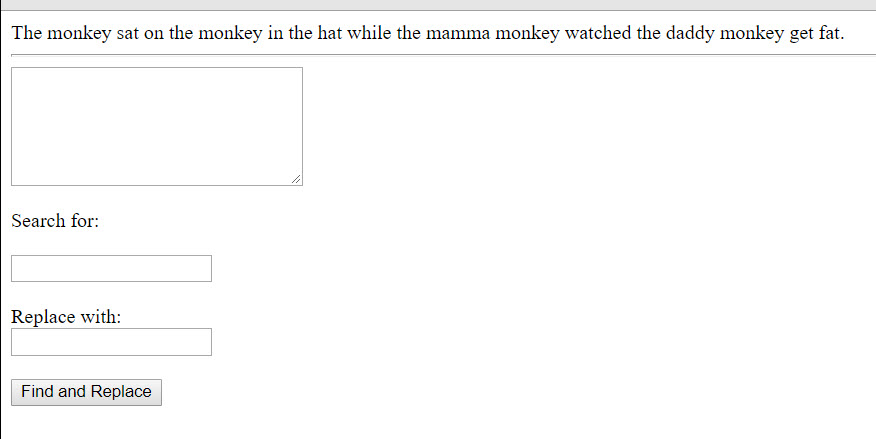 The monkey sat on the monkey in the hat while the mamma monkey watched the daddy monkey get fat.
Search for:
Replace with:
Find and Replace